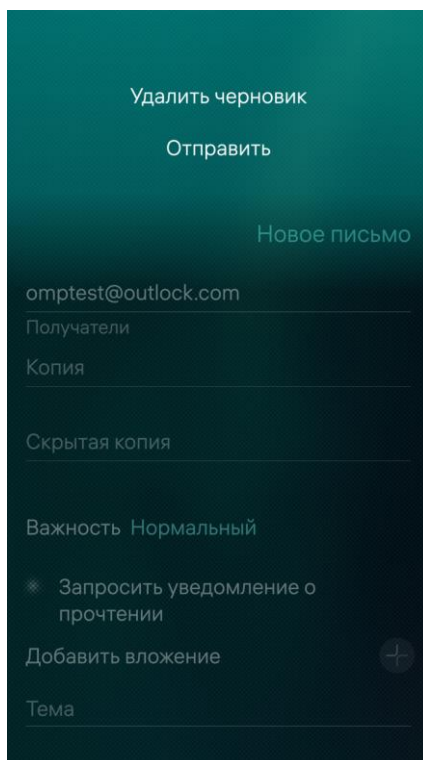 Удалить черновик
Отправить
Новое письмо
omptest@outlock.com
Получатели
Копия
Скрытая копия
Важность Нормальный
Запросить уведомление о
прочтении
Добавить вложение
Тема